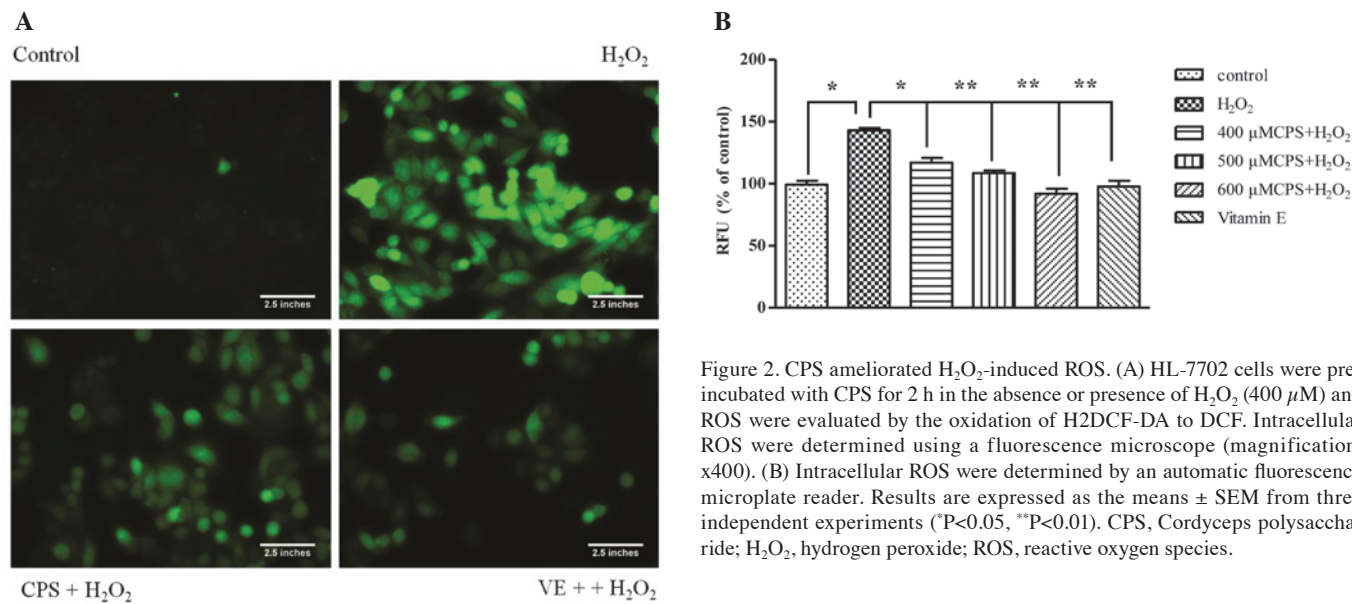 A
Control
H₂O₂
2.5 inches
2.5 inches
2.5 inches
2.5 inches
CPS + H₂O₂
VE + + H₂O₂
B
200
150
100
50
0
RFU (% of control)
* * ** ** **
control
H₂O₂
400 µMCPS+H₂O₂
500 µMCPS+H₂O₂
600 µMCPS+H₂O₂
Vitamin E
Figure 2. CPS ameliorated H₂O₂-induced ROS. (A) HL-7702 cells were pre
incubated with CPS for 2 h in the absence or presence of H₂O₂ (400 µM) an
ROS were evaluated by the oxidation of H2DCF-DA to DCF. Intracellula
ROS were determined using a fluorescence microscope (magnification
x400). (B) Intracellular ROS were determined by an automatic fluorescenc
microplate reader. Results are expressed as the means ± SEM from thre
independent experiments (*P<0.05, **P<0.01). CPS, Cordyceps polysaccha
ride; H₂O₂, hydrogen peroxide; ROS, reactive oxygen species.